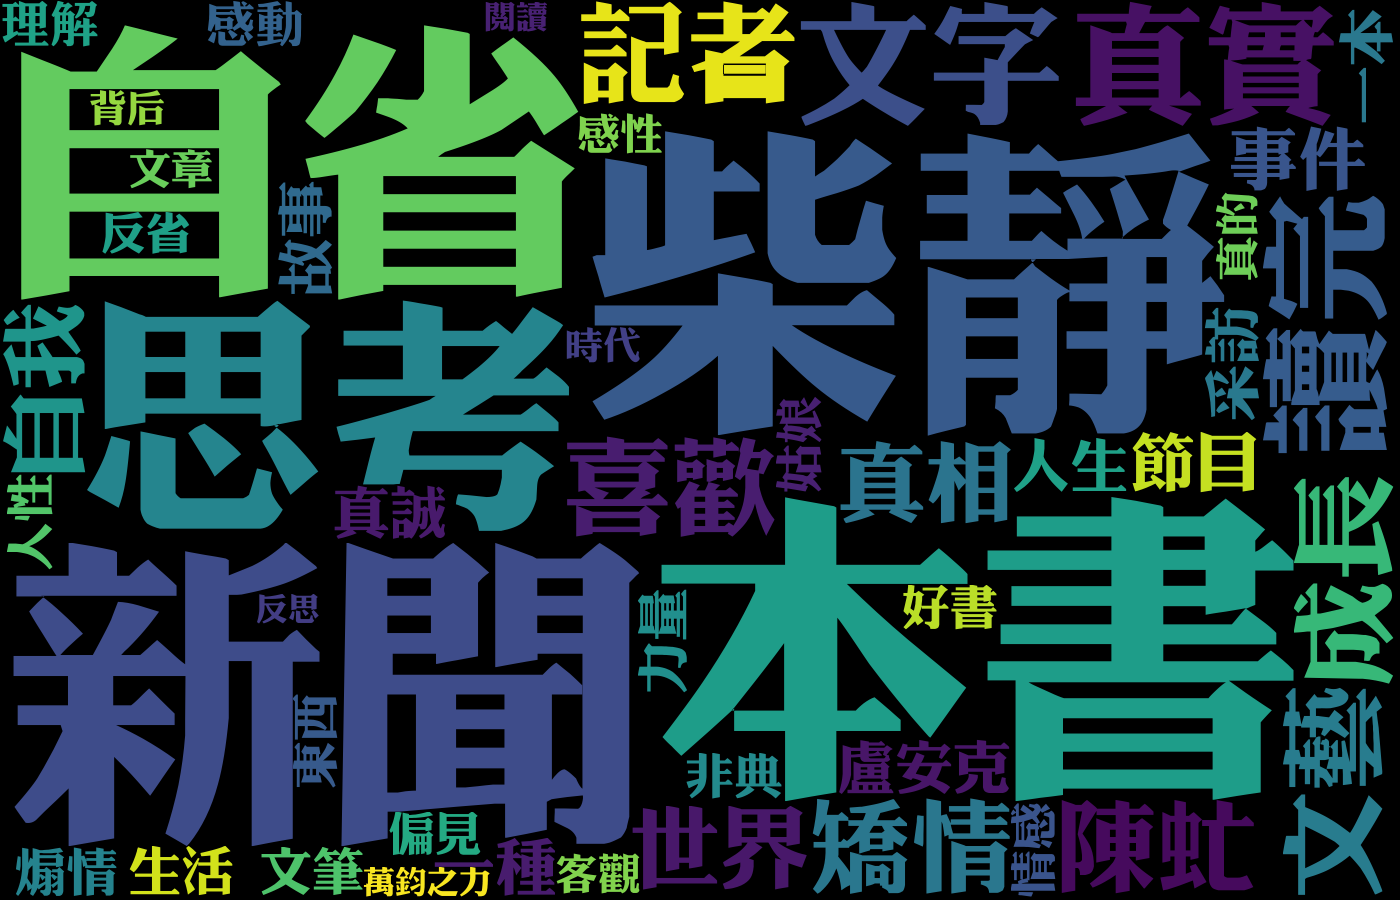 理解
感動
閲讀
記者
文字
真實
一本
自省
背后
文章
反省
故事
感性
柴靜
事件
真的
讀完
自我
思考
時代
采訪
喜歡
姑娘
真相
人生
節目
人性
真誠
成長
新聞
反思
東西
力量
本書
好書
文藝
非典
盧安克
偏見
一種
世界
矯情
感情
陳虻
煽情
生活
文筆
萬鈞之力
客觀